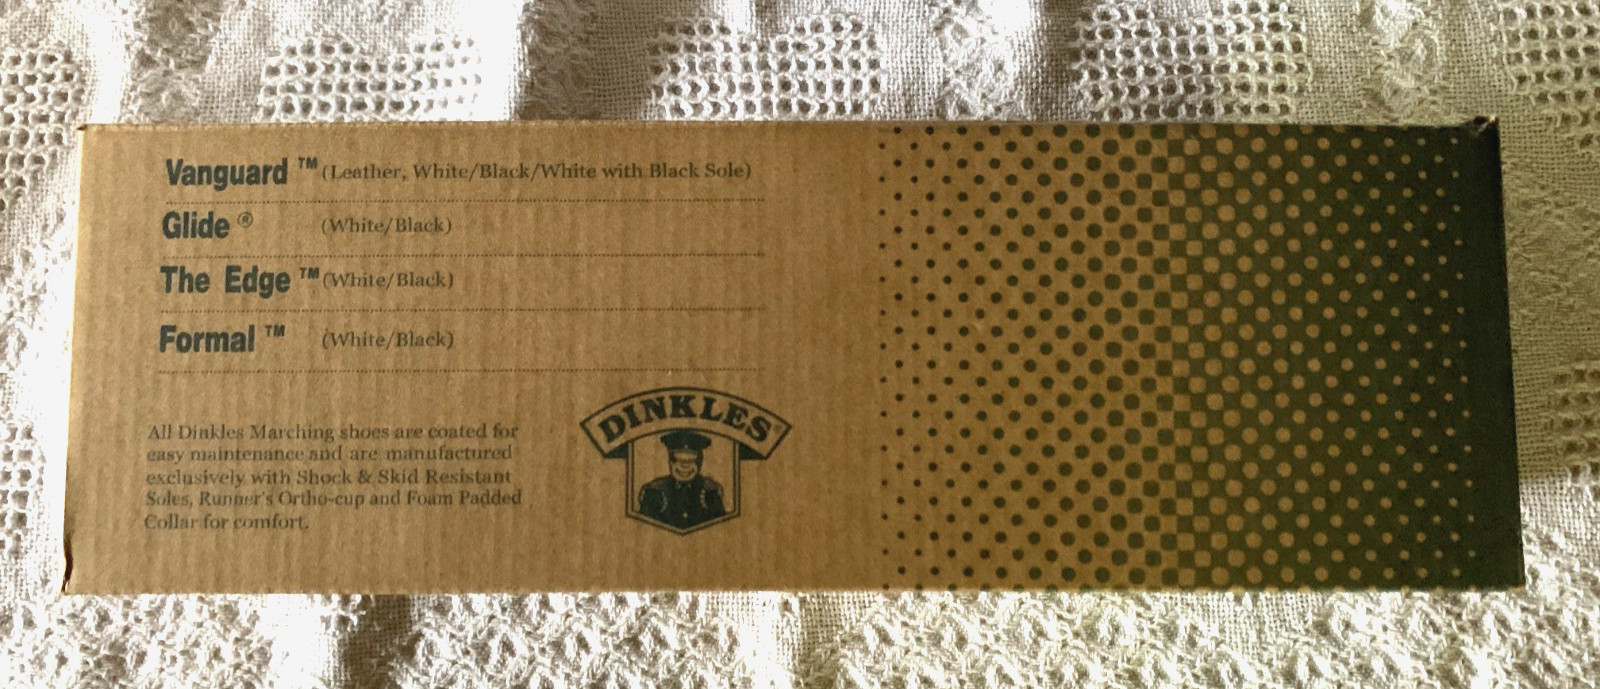 Vanguard ™ (Leather, White/Black/White with Black Sole)
Glide ® (White/Black)
The Edge ™ (White/Black)
Formal ™ (White/Black)
All Dinkles Marching shoes are coated for
easy maintenance and are manufactured
exclusively with Shock & Skid Resistant
Soles, Runner's Ortho-cup and Foam Padded
Collar for comfort.
DINKLES®